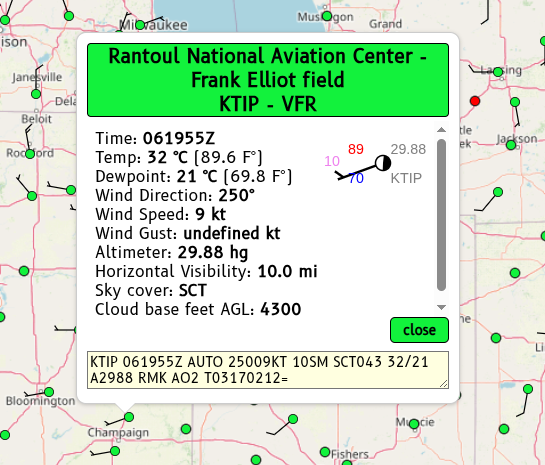 Milwaukee
Muskegon
Grand
ison
Janesville
Dela
Beloit
Rockford
Lansing
tle
reek
Jackson
Rantoul National Aviation Center -
Frank Elliot field
KTIP - VFR
Time: 061955Z
Temp: 32 °C [89.6 F°]
Dewpoint: 21 °C [69.8 F°]
Wind Direction: 250°
Wind Speed: 9 kt
Wind Gust: undefined kt
Altimeter: 29.88 hg
Horizontal Visibility: 10.0 mi
Sky cover: SCT
Cloud base feet AGL: 4300
89
29.88
10
70
KTIP
close
KTIP 061955Z AUTO 25009KT 10SM SCT043 32/21
A2988 RMK AO2 T03170212=
Bloomington
Champaign
Muncie
Fishers